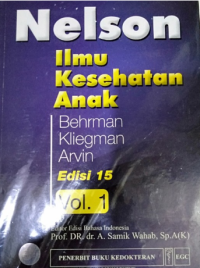 Nelson
Ilmu
Kesehatan
Anak
Behrman
Kliegman
Arvin
Edisi 15
Vol. 1
Editor Edisi Bahasa Indonesia
Prof. DR. dr. A. Samik Wahab, Sp.A(K)
PENERBIT BUKU KEDOKTERAN
EGC